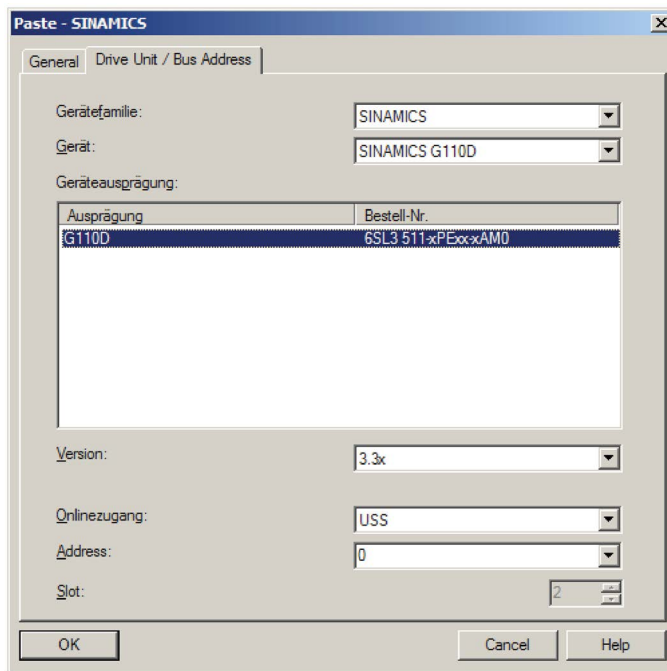 Paste - SINAMICS
General Drive Unit / Bus Address
Gerätefamilie: SINAMICS
Gerät: SINAMICS G110D
Geräteausprägung:
Ausprägung Bestell-Nr.
G110D 6SL3 511-xPExx-xAM0
Version: 3.3x
Onlinezugang: USS
Address: 0
Slot: 2
OK Cancel Help